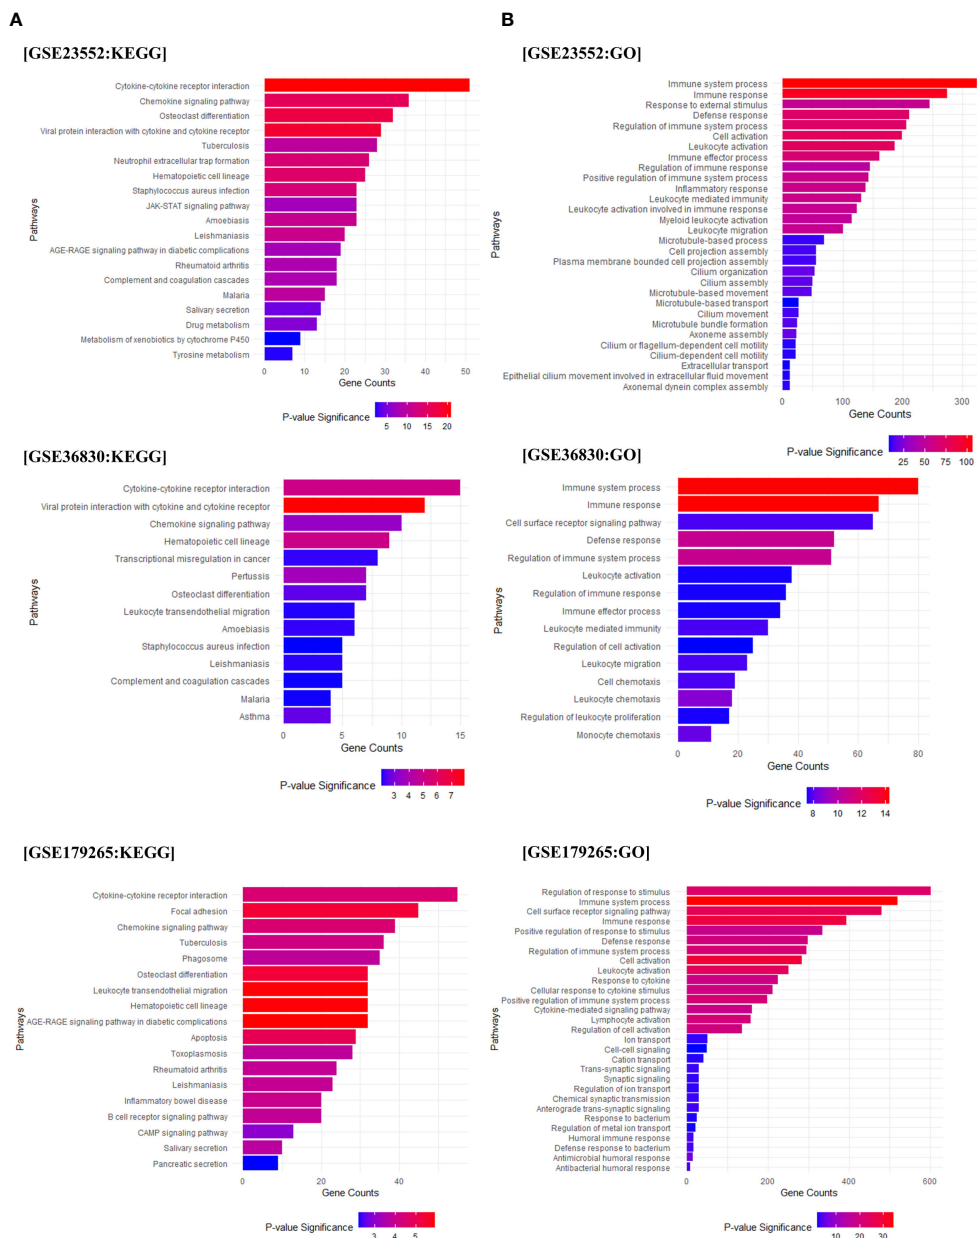 A
[GSE23552:KEGG]
Pathways
Cytokine-cytokine receptor interaction
Chemokine signaling pathway
Osteoclast differentiation
Viral protein interaction with cytokine and cytokine receptor
Tuberculosis
Neutrophil extracellular trap formation
Hematopoietic cell lineage
Staphylococcus aureus infection
JAK-STAT signaling pathway
Amoebiasis
Leishmaniasis
AGE-RAGE signaling pathway in diabetic complications
Rheumatoid arthritis
Complement and coagulation cascades
Malaria
Salivary secretion
Drug metabolism
Metabolism of xenobiotics by cytochrome P450
Tyrosine metabolism
0 10 20 30 40 50
Gene Counts
P-value Significance
5 10 15 20
B
[GSE23552:GO]
Pathways
Immune system process
Immune response
Response to external stimulus
Defense response
Regulation of immune system process
Cell activation
Leukocyte activation
Immune effector process
Regulation of immune response
Positive regulation of immune system process
Inflammatory response
Leukocyte mediated immunity
Leukocyte activation involved in immune response
Myeloid leukocyte activation
Leukocyte migration
Microtubule-based process
Cell projection assembly
Plasma membrane bounded cell projection assembly
Cilium organization
Cilium assembly
Microtubule-based movement
Microtubule-based transport
Cilium movement
Microtubule bundle formation
Axoneme assembly
Cilium or flagellum-dependent cell motility
Cilium-dependent cell motility
Extracellular transport
Epithelial cilium movement involved in extracellular fluid movement
Axonemal dynein complex assembly
0 100 200 300
Gene Counts
P-value Significance
25 50 75 100
[GSE36830:KEGG]
Pathways
Cytokine-cytokine receptor interaction
Viral protein interaction with cytokine and cytokine receptor
Chemokine signaling pathway
Hematopoietic cell lineage
Transcriptional misregulation in cancer
Pertussis
Osteoclast differentiation
Leukocyte transendothelial migration
Amoebiasis
Staphylococcus aureus infection
Leishmaniasis
Complement and coagulation cascades
Malaria
Asthma
0 5 10 15
Gene Counts
P-value Significance
3 4 5 6 7
[GSE36830:GO]
Pathways
Immune system process
Immune response
Cell surface receptor signaling pathway
Defense response
Regulation of immune system process
Leukocyte activation
Regulation of immune response
Immune effector process
Leukocyte mediated immunity
Regulation of cell activation
Leukocyte migration
Cell chemotaxis
Leukocyte chemotaxis
Regulation of leukocyte proliferation
Monocyte chemotaxis
0 20 40 60 80
Gene Counts
P-value Significance
8 10 12 14
[GSE179265:KEGG]
Pathways
Cytokine-cytokine receptor interaction
Focal adhesion
Chemokine signaling pathway
Tuberculosis
Phagosome
Osteoclast differentiation
Leukocyte transendothelial migration
Hematopoietic cell lineage
AGE-RAGE signaling pathway in diabetic complications
Apoptosis
Toxoplasmosis
Rheumatoid arthritis
Leishmaniasis
Inflammatory bowel disease
B cell receptor signaling pathway
CAMP signaling pathway
Salivary secretion
Pancreatic secretion
0 20 40
Gene Counts
P-value Significance
3 4 5
[GSE179265:GO]
Pathways
Regulation of response to stimulus
Immune system process
Cell surface receptor signaling pathway
Immune response
Positive regulation of response to stimulus
Defense response
Regulation of immune system process
Cell activation
Leukocyte activation
Response to cytokine
Cellular response to cytokine stimulus
Positive regulation of immune system process
Cytokine-mediated signaling pathway
Lymphocyte activation
Regulation of cell activation
Ion transport
Cell-cell signaling
Cation transport
Trans-synaptic signaling
Synaptic signaling
Regulation of ion transport
Chemical synaptic transmission
Anterograde trans-synaptic signaling
Response to bacterium
Regulation of metal ion transport
Humoral immune response
Defense response to bacterium
Antimicrobial humoral response
Antibacterial humoral response
0 200 400 600
Gene Counts
P-value Significance
10 20 30